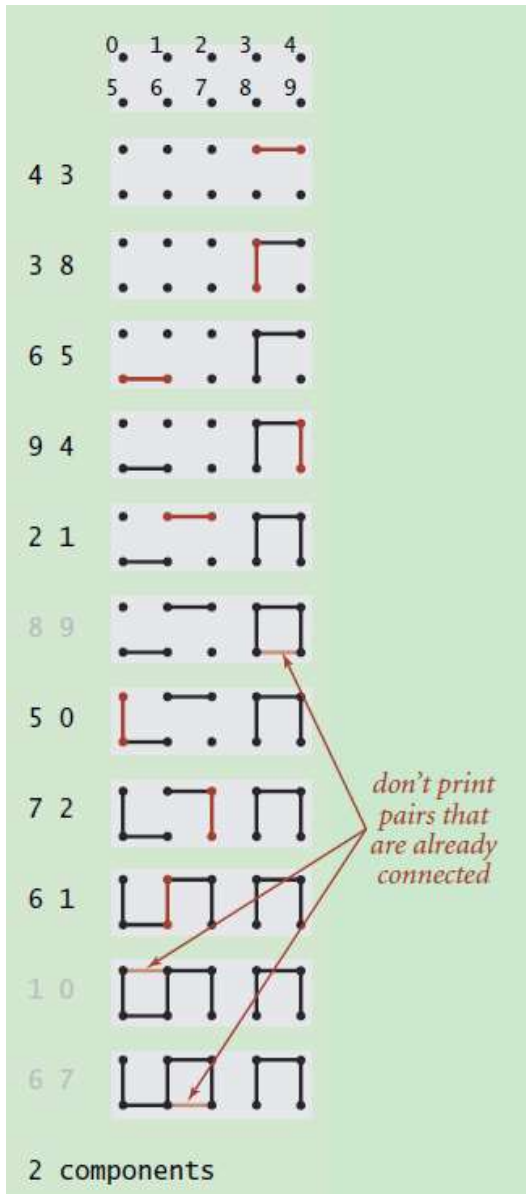 0 1 2 3 4
5 6 7 8 9
4 3
3 8
6 5
9 4
2 1
8 9
5 0
7 2
don't print
pairs that
are already
connected
6 1
1 0
6 7
2 components